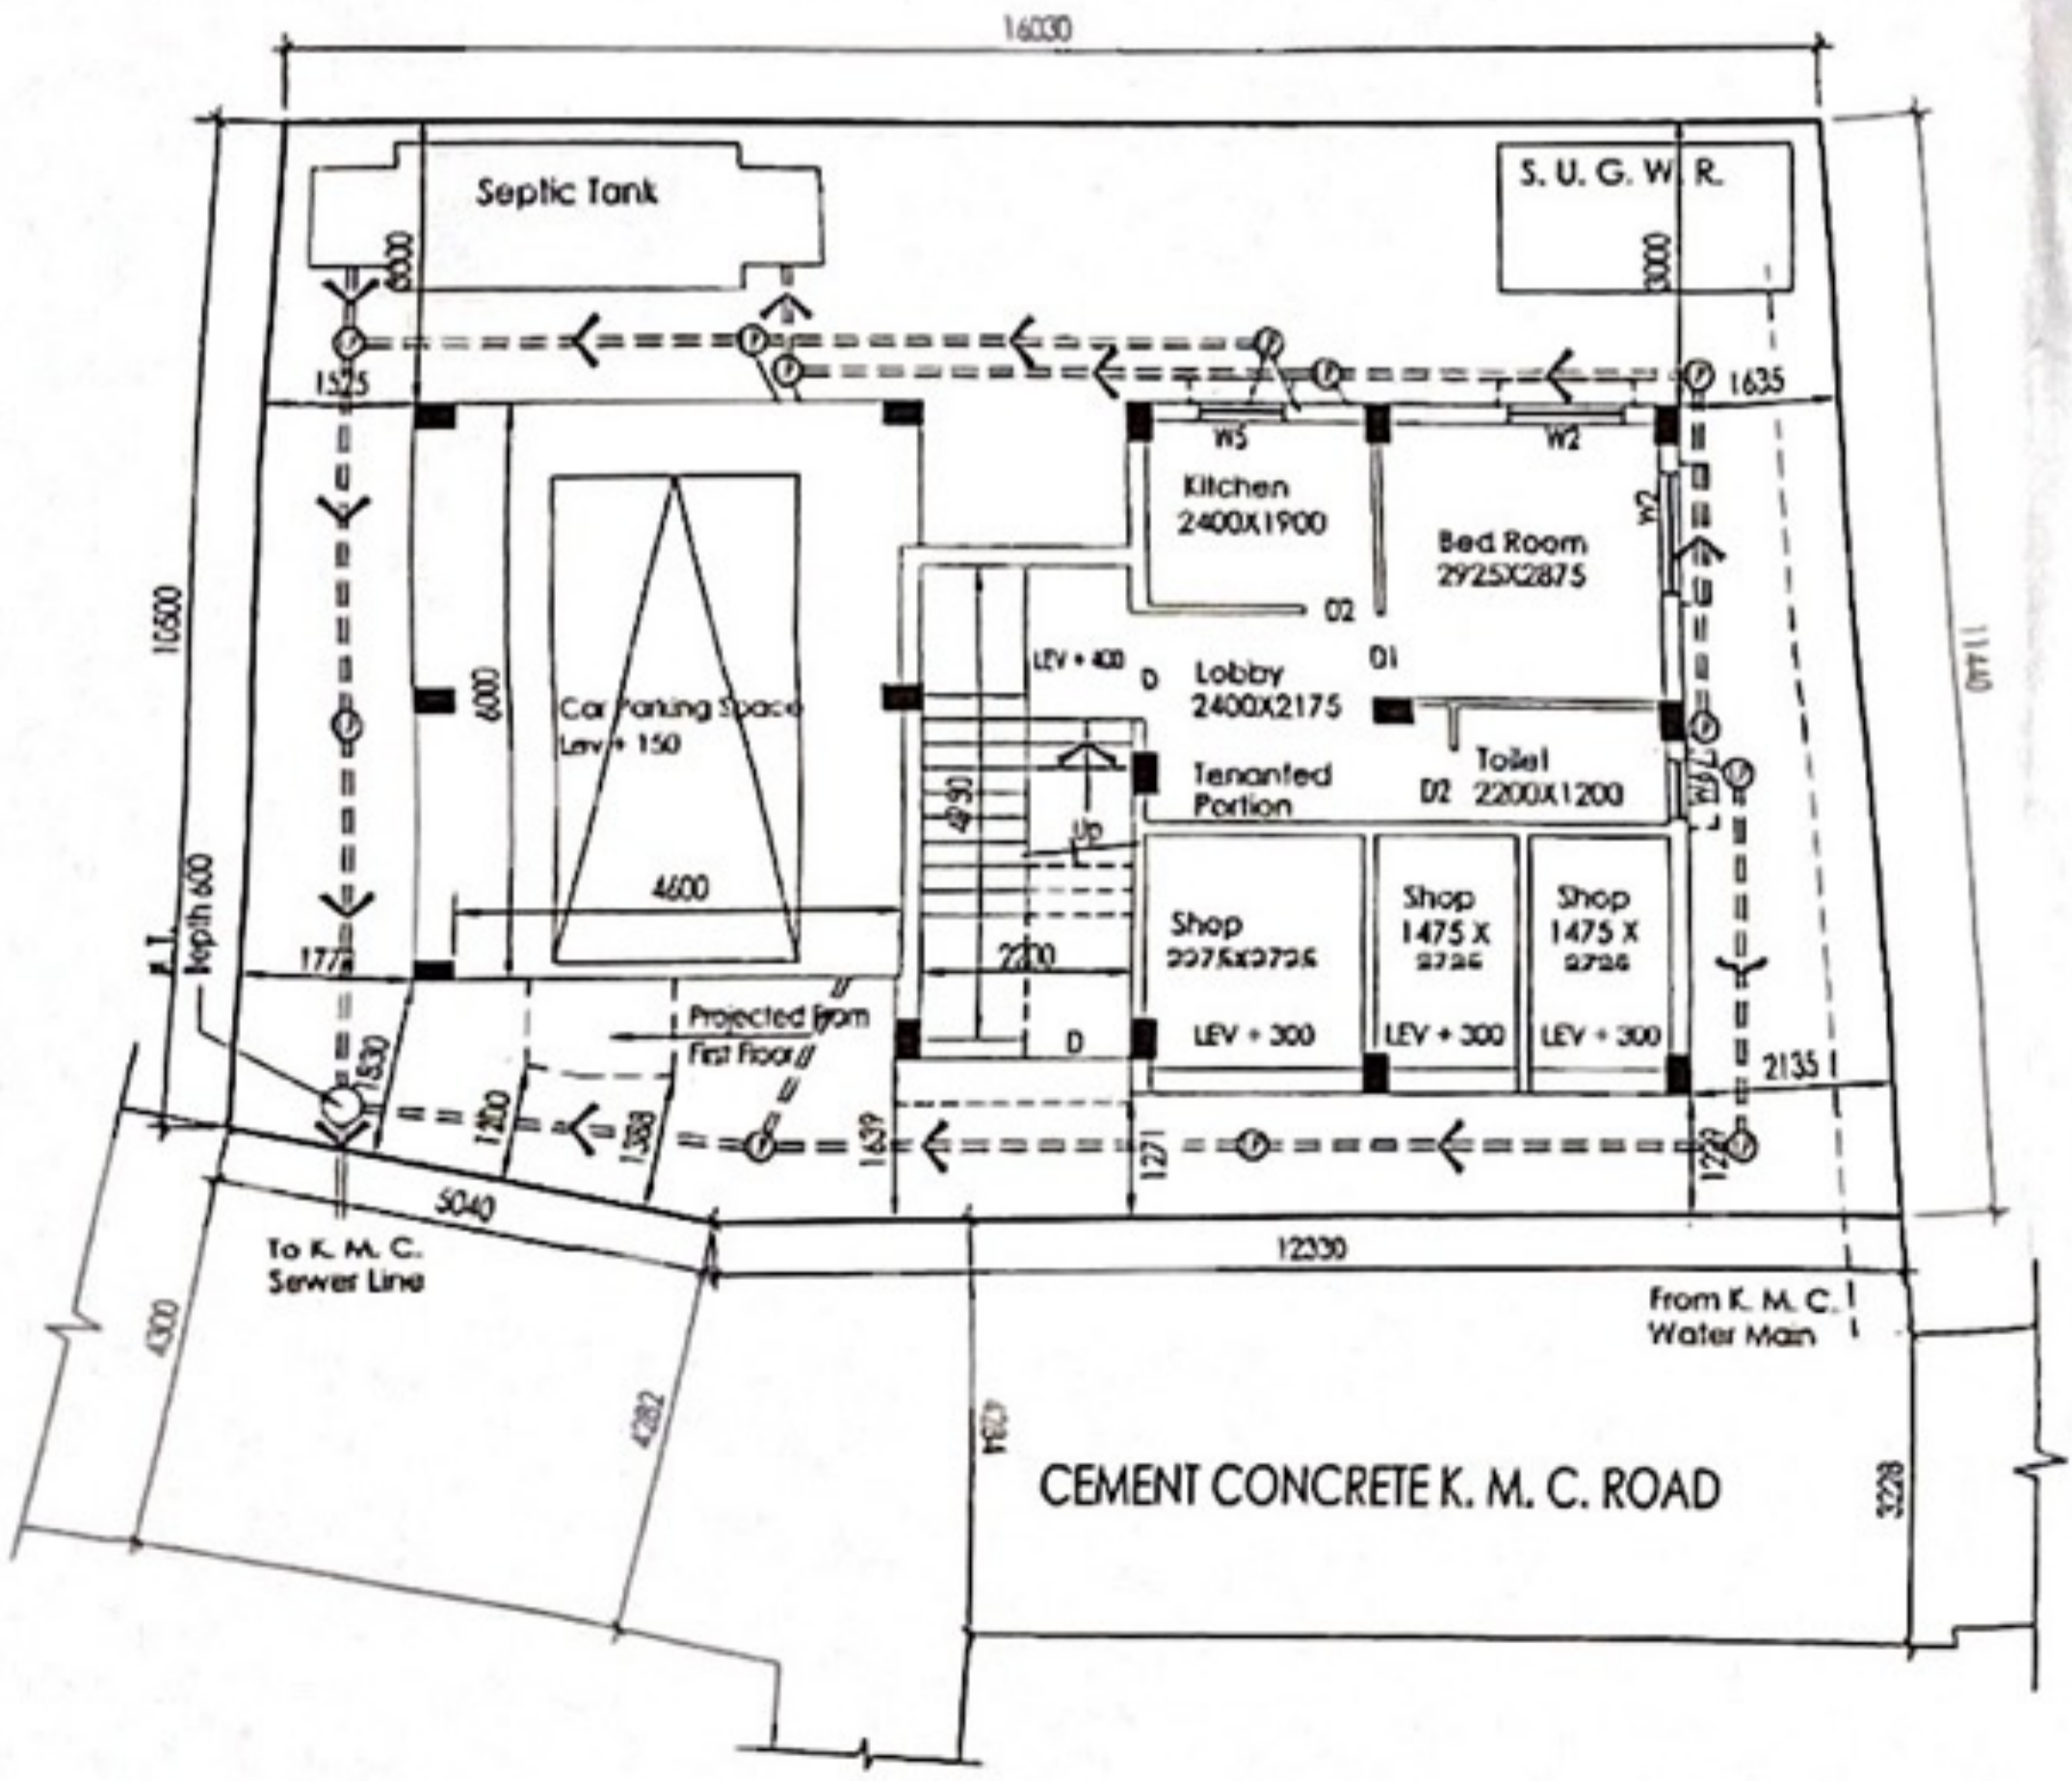 16030
Septic Tank
S. U. G. W. R.
3000
3000
1525
1635
W5
W2
Kitchen
2400X1900
W2
Bed Room
2925X2875
10500
D2
11440
LEV + 400
D
Lobby
2400X2175
D1
6000
Car Parking Space
Lev + 150
Toilet
2200X1200
D2
Tenanted
Portion
Up
Depth 600
4600
Shop
Shop
1475 X
Shop
1475 X
2200
LEV + 300
LEV + 300
LEV + 300
Projected From
First Floor
D
1530
1200
1388
1639
1271
2135
5040
12330
To K. M. C.
Sewer Line
From K. M. C.
Water Main
4300
4282
4234
3228
CEMENT CONCRETE K. M. C. ROAD